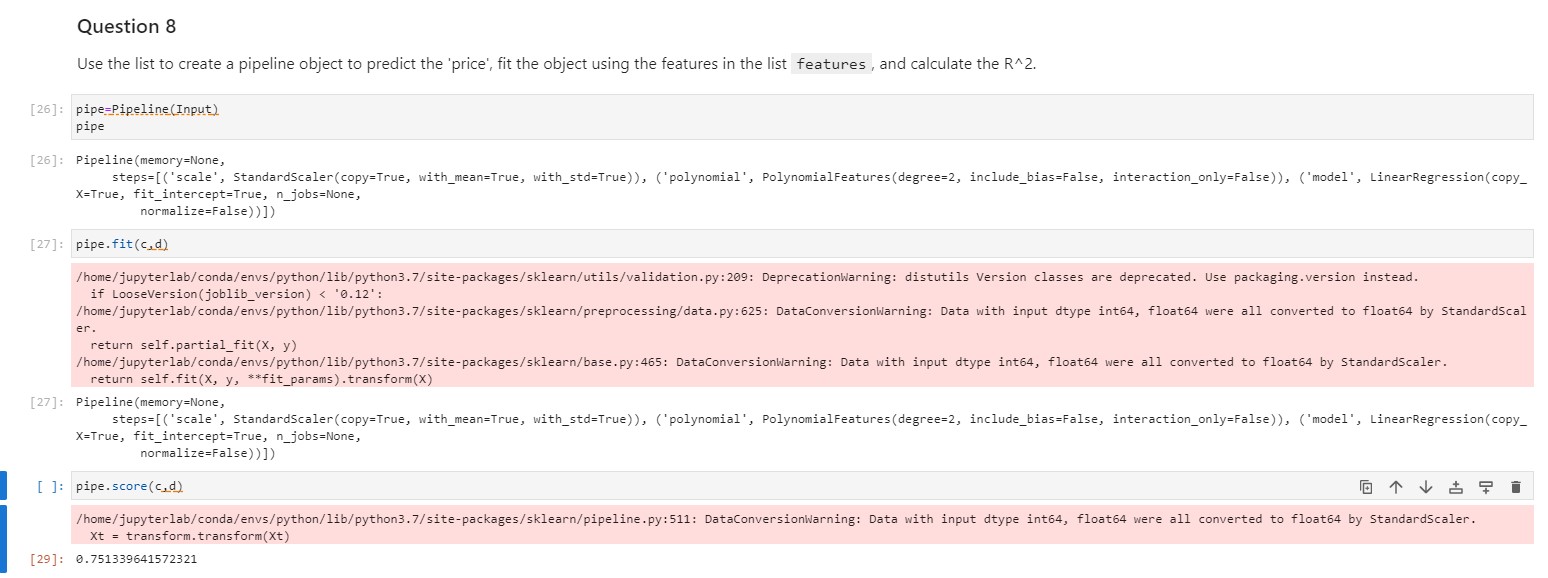 Question 8
Use the list to create a pipeline object to predict the 'price', fit the object using the features in the list features, and calculate the R^2.
[26]: pipe=Pipeline(Input)
pipe
[26]: Pipeline(memory=None,
     steps=[('scale', StandardScaler(copy=True, with_mean=True, with_std=True)), ('polynomial', PolynomialFeatures(degree=2, include_bias=False, interaction_only=False)), ('model', LinearRegression(copy_
X=True, fit_intercept=True, n_jobs=None,
         normalize=False))])
[27]: pipe.fit(c,d)
/home/jupyterlab/conda/envs/python/lib/python3.7/site-packages/sklearn/utils/validation.py:209: DeprecationWarning: distutils Version classes are deprecated. Use packaging.version instead.
  if LooseVersion(joblib_version) < '0.12':
/home/jupyterlab/conda/envs/python/lib/python3.7/site-packages/sklearn/preprocessing/data.py:625: DataConversionWarning: Data with input dtype int64, float64 were all converted to float64 by StandardScal
er.
  return self.partial_fit(X, y)
/home/jupyterlab/conda/envs/python/lib/python3.7/site-packages/sklearn/base.py:465: DataConversionWarning: Data with input dtype int64, float64 were all converted to float64 by StandardScaler.
  return self.fit(X, y, **fit_params).transform(X)
[27]: Pipeline(memory=None,
     steps=[('scale', StandardScaler(copy=True, with_mean=True, with_std=True)), ('polynomial', PolynomialFeatures(degree=2, include_bias=False, interaction_only=False)), ('model', LinearRegression(copy_
X=True, fit_intercept=True, n_jobs=None,
         normalize=False))])
[ ]: pipe.score(c,d)
/home/jupyterlab/conda/envs/python/lib/python3.7/site-packages/sklearn/pipeline.py:511: DataConversionWarning: Data with input dtype int64, float64 were all converted to float64 by StandardScaler.
  Xt = transform.transform(Xt)
[29]: 0.751339641572321